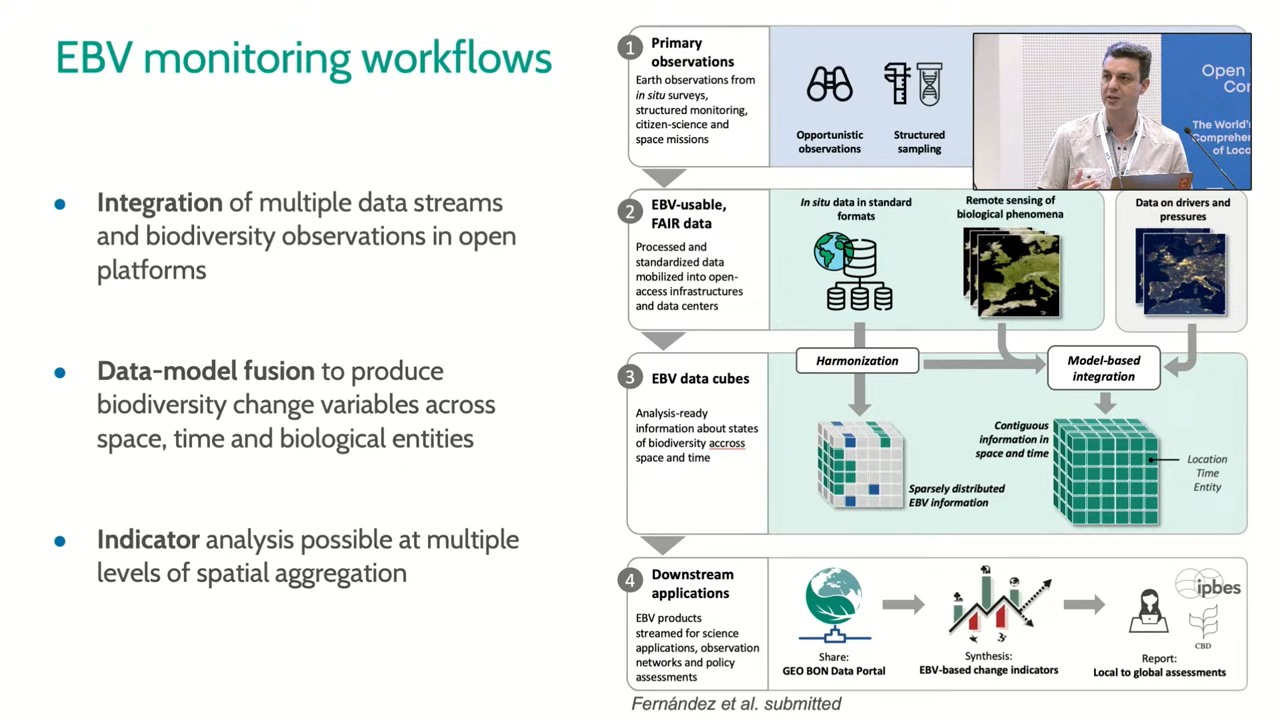 EBV monitoring workflows
● Integration of multiple data streams
and biodiversity observations in open
platforms
● Data-model fusion to produce
biodiversity change variables across
space, time and biological entities
● Indicator analysis possible at multiple
levels of spatial aggregation
1 Primary
observations
Earth observations from
in situ surveys,
structured monitoring,
citizen-science and
space missions
Opportunistic
observations
Structured
sampling
Open
Co
The World's
Comprehen
of Loca
2 EBV-usable,
FAIR data
Processed and
standardized data
mobilized into open-
access infrastructures
and data centers
In situ data in standard
formats
Remote sensing of
biological phenomena
Data on drivers and
pressures
Harmonization
Model-based
integration
3 EBV data cubes
Analysis-ready
information about states
of biodiversity accross
space and time
Sparsely distributed
EBV information
Contiguous
information in
space and time
Location
Time
Entity
4 Downstream
applications
EBV products
streamed for science
applications, observation
networks and policy
assessments
Share:
GEO BON Data Portal
Synthesis:
EBV-based change indicators
ipbes
CBD
Report:
Local to global assessments
Fernández et al. submitted